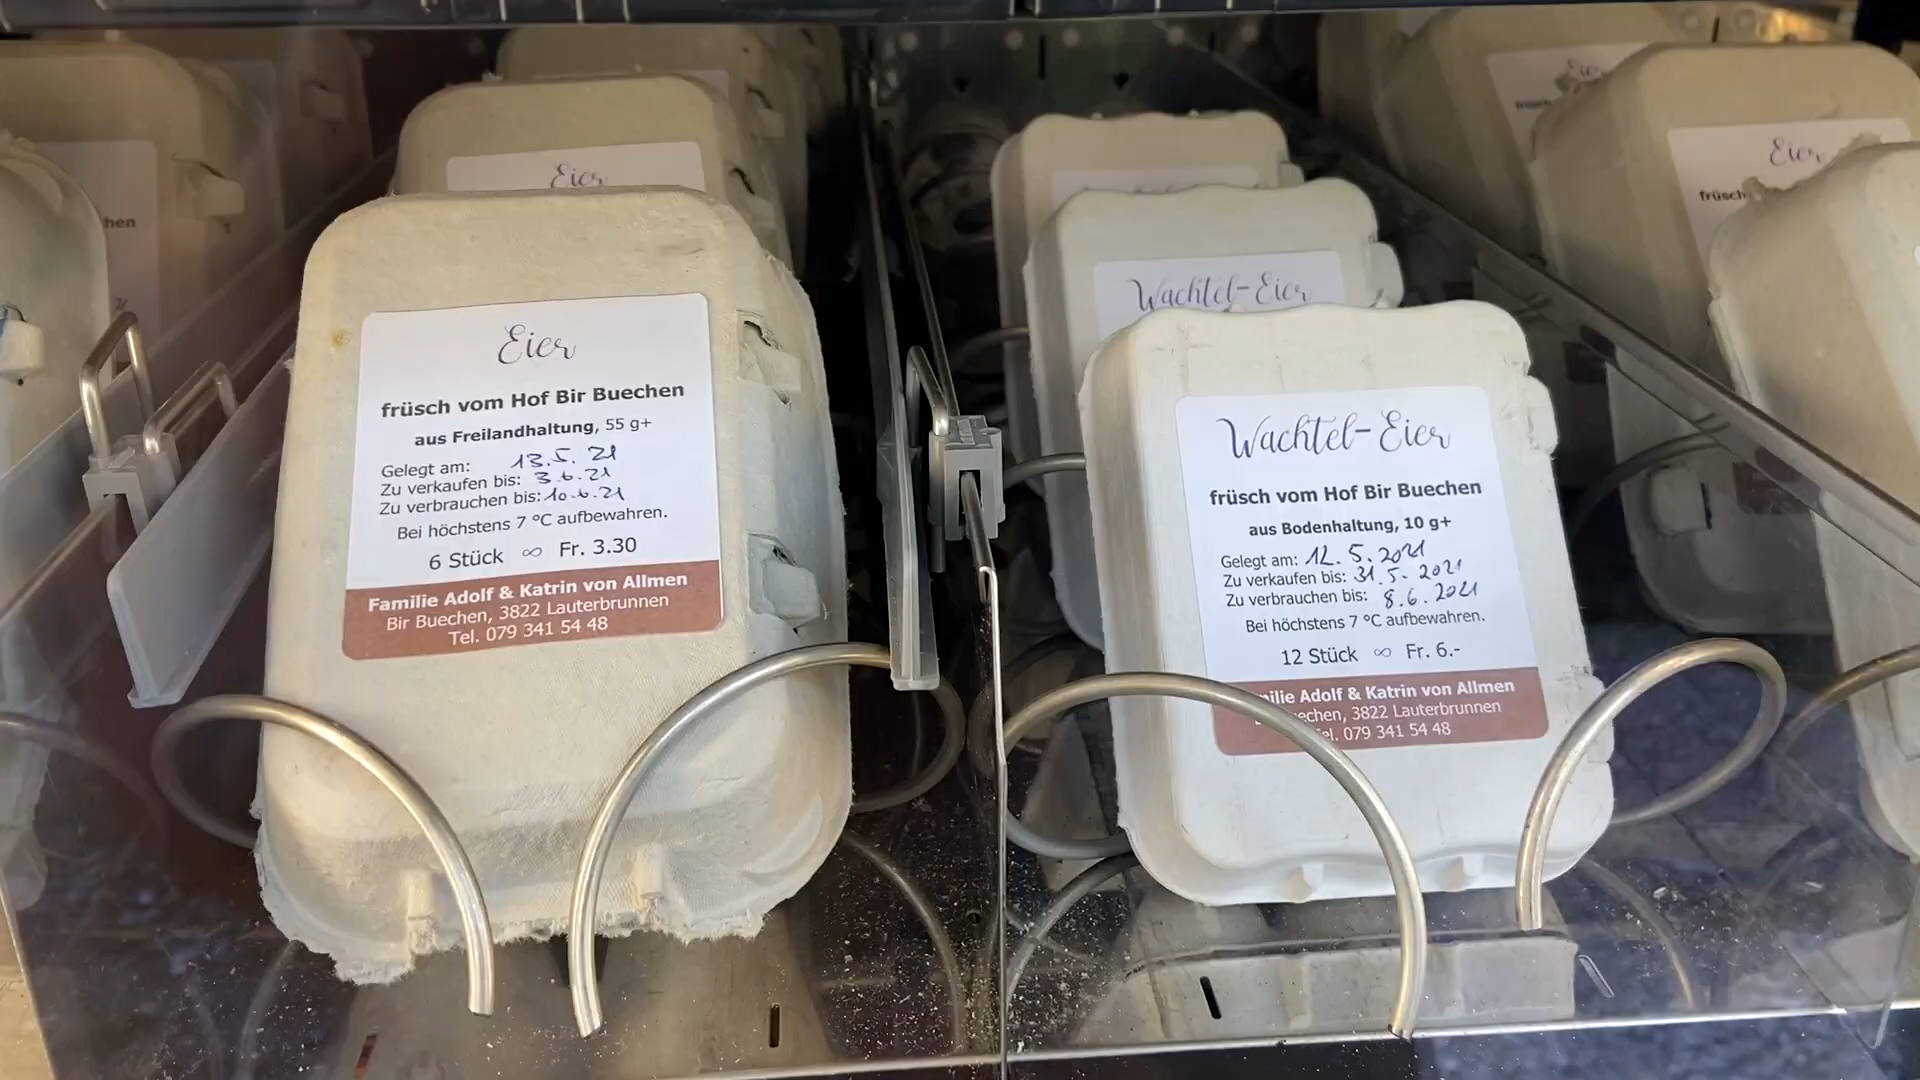 Eier
früsch vom Hof Bir Buechen
aus Freilandhaltung, 55 g+
Gelegt am: 13.5.21
Zu verkaufen bis: 3.6.21
Zu verbrauchen bis: 10.6.21
Bei höchstens 7 °C aufbewahren.
6 Stück ∞ Fr. 3.30
Familie Adolf & Katrin von Allmen
Bir Buechen, 3822 Lauterbrunnen
Tel. 079 341 54 48
Eier
hen
Wachtel-Eier
Wachtel-Eier
früsch vom Hof Bir Buechen
aus Bodenhaltung, 10 g+
Gelegt am: 12.5.2021
Zu verkaufen bis: 31.5.2021
Zu verbrauchen bis: 8.6.2021
Bei höchstens 7 °C aufbewahren.
12 Stück ∞ Fr. 6.-
ilie Adolf & Katrin von Allmen
echen, 3822 Lauterbrunnen
el. 079 341 54 48
Eier
Eier
früsch